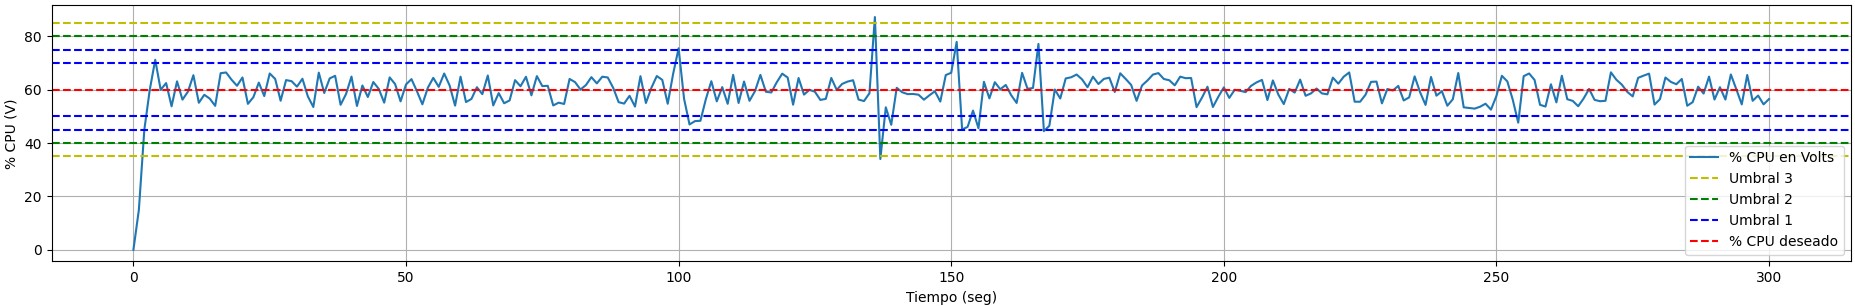 80
60
40
20
0
% CPU (V)
0
50
100
150
200
250
300
Tiempo (seg)
% CPU en Volts
Umbral 3
Umbral 2
Umbral 1
% CPU deseado